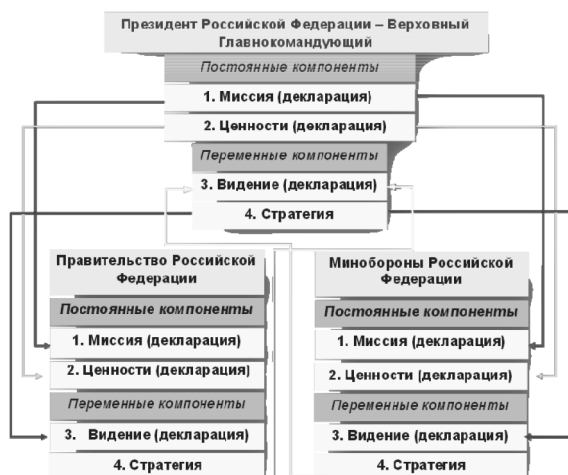 Президент Российской Федерации – Верховный
Главнокомандующий
Постоянные компоненты
1. Миссия (декларация)
2. Ценности (декларация)
Переменные компоненты
3. Видение (декларация)
4. Стратегия
Правительство Российской
Федерации
Постоянные компоненты
1. Миссия (декларация)
2. Ценности (декларация)
Переменные компоненты
3. Видение (декларация)
4. Стратегия
Минобороны Российской
Федерации
Постоянные компоненты
1. Миссия (декларация)
2. Ценности (декларация)
Переменные компоненты
3. Видение (декларация)
4. Стратегия